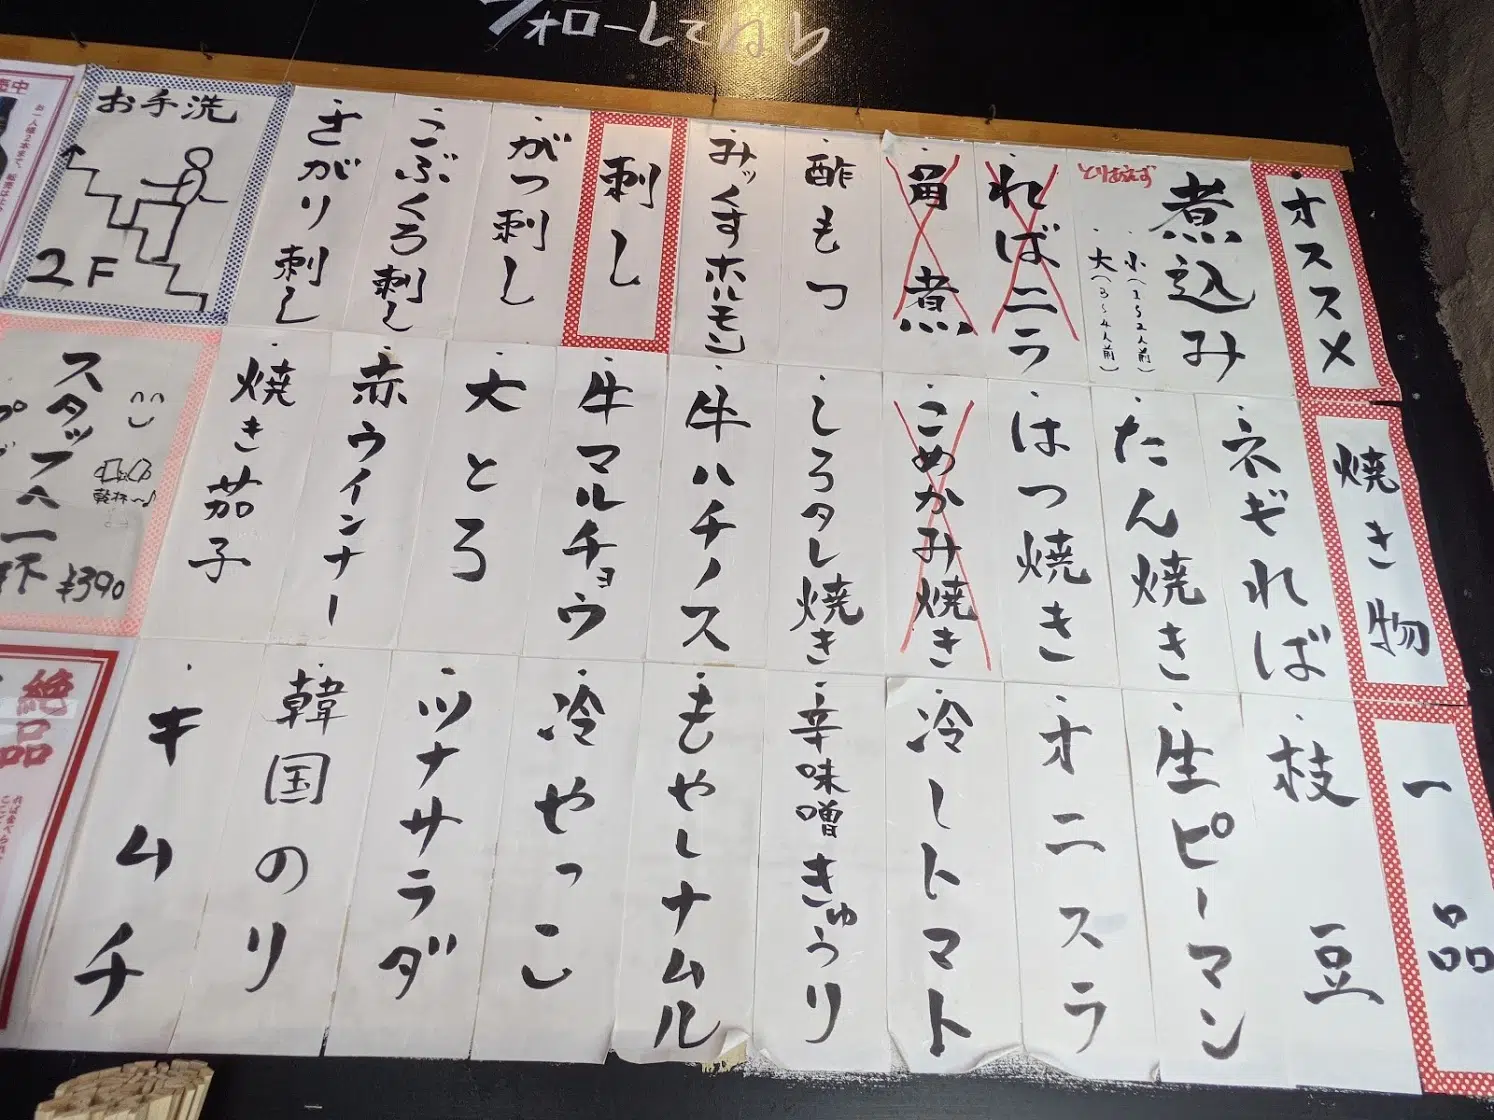 フォローしてね
オススメ
とりあえず
煮込み
・小(1〜2人前)
・大(3〜4人前)
・ればニラ
・角煮
・酢もつ
・みっくすホルモン
刺し
・がつ刺し
・こぶくろ刺し
・さがり刺し
お手洗
2F
焼き物
・ネギれば
・たん焼き
・はつ焼き
・こめかみ焼き
・しろタレ焼き
・牛ハチノス
・牛マルチョウ
・大とろ
・赤ウインナー
・焼き茄子
スタッフへ
乾杯〜♪
¥390
一品
・枝豆
・生ピーマン
・オニスラ
・冷しトマト
・辛味噌きゅうり
・もやしナムル
・冷やっこ
・ツナサラダ
・韓国のり
・キムチ
絶品